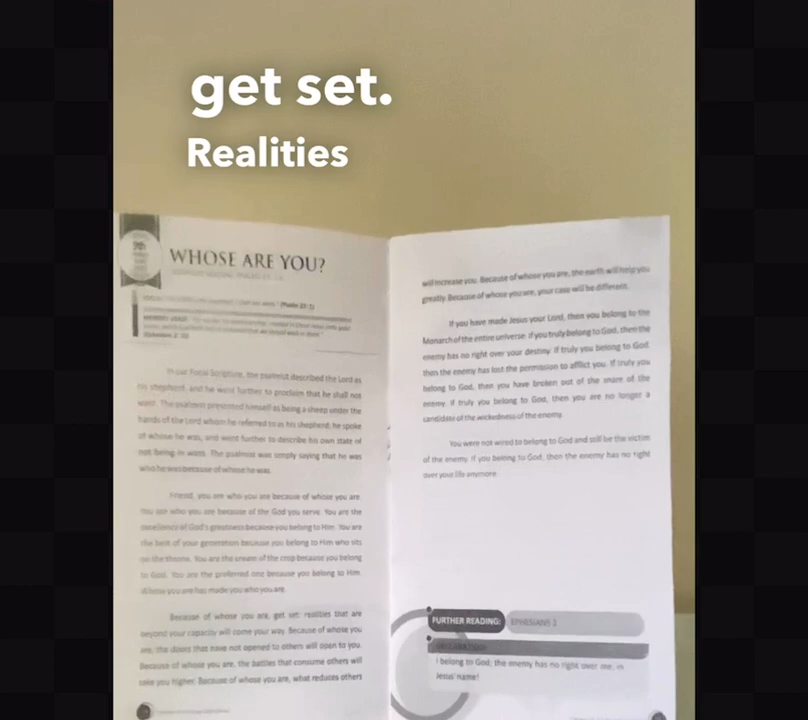 get set.
Realities
WHOSE ARE YOU?
(Psalm 23:1)
In our Focus Scripture, the psalmist described the Lord as
his shepherd, and he went further to proclaim that he shall not
want. The psalmist presented himself as being a sheep under the
hands of the Lord whom he referred to as his shepherd; he spoke
of whose he was, and went further to describe his own state of
not being in want. The psalmist was simply saying that he was
who he was because of whose he was.
Friend, you are who you are because of whose you are.
You are who you are because of the God you serve. You are the
excellency of God's greatness because you belong to Him. You are
the best of your generation because you belong to Him who sits
on the throne. You are the cream of the crop because you belong
to God. You are the preferred one because you belong to Him.
Whose you are has made you who you are.
Because of whose you are, get set: realities that are
beyond your capacity will come your way. Because of whose you
are, the doors that have not opened to others will open to you.
Because of whose you are, the battles that consume others will
take you higher. Because of whose you are, what reduces others
will increase you. Because of whose you are, the earth will help you
greatly. Because of whose you are, your case will be different.
If you have made Jesus your Lord, then you belong to the
Monarch of the entire universe. If you truly belong to God, then the
enemy has no right over your destiny. If truly you belong to God,
then the enemy has lost the permission to afflict you. If truly you
belong to God, then you have broken out of the snare of the
enemy. If truly you belong to God, then you are no longer a
candidate of the wickedness of the enemy.
You were not wired to belong to God and still be the victim
of the enemy. If you belong to God, then the enemy has no right
over your life anymore.
FURTHER READING: EPHESIANS 1
I belong to God; the enemy has no right over me, in
Jesus' name!